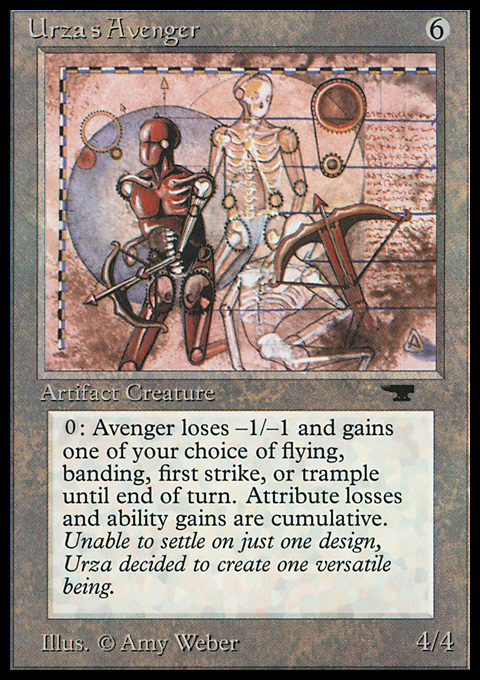 Urza's Avenger 6
Artifact Creature
0: Avenger loses –1/–1 and gains
one of your choice of flying,
banding, first strike, or trample
until end of turn. Attribute losses
and ability gains are cumulative.
Unable to settle on just one design,
Urza decided to create one versatile
being.
Illus. © Amy Weber 4/4